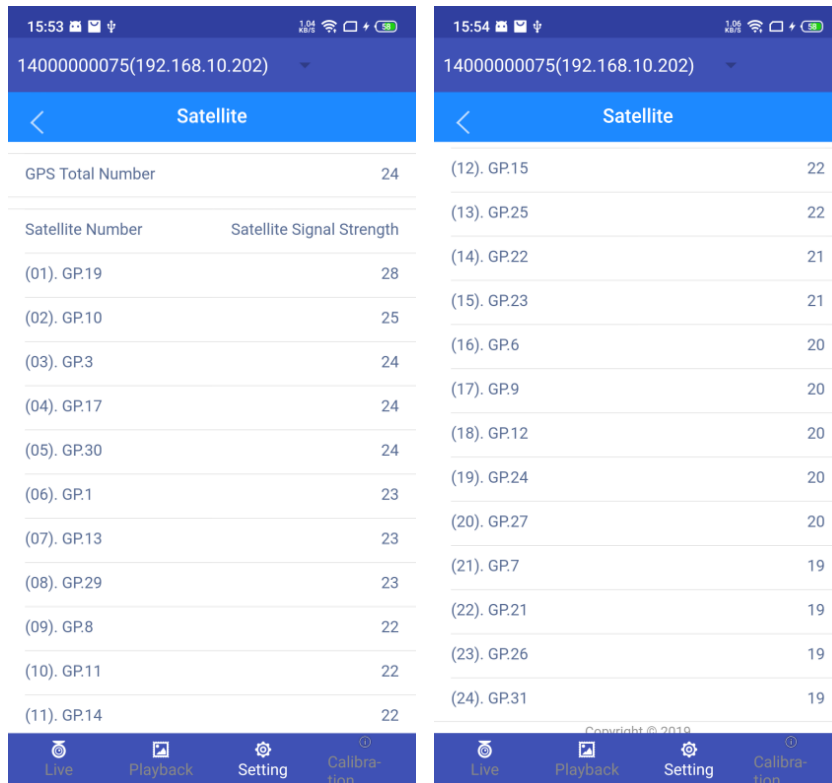 15:53 1.04 KB/S 58
14000000075(192.168.10.202)
Satellite
GPS Total Number 24
Satellite Number Satellite Signal Strength
(01). GP.19 28
(02). GP.10 25
(03). GP.3 24
(04). GP.17 24
(05). GP.30 24
(06). GP.1 23
(07). GP.13 23
(08). GP.29 23
(09). GP.8 22
(10). GP.11 22
(11). GP.14 22
Live Playback Setting Calibra-
tion
15:54 1.06 KB/S 58
14000000075(192.168.10.202)
Satellite
(12). GP.15 22
(13). GP.25 22
(14). GP.22 21
(15). GP.23 21
(16). GP.6 20
(17). GP.9 20
(18). GP.12 20
(19). GP.24 20
(20). GP.27 20
(21). GP.7 19
(22). GP.21 19
(23). GP.26 19
(24). GP.31 19
Copyright © 2019
Live Playback Setting Calibra-
tion